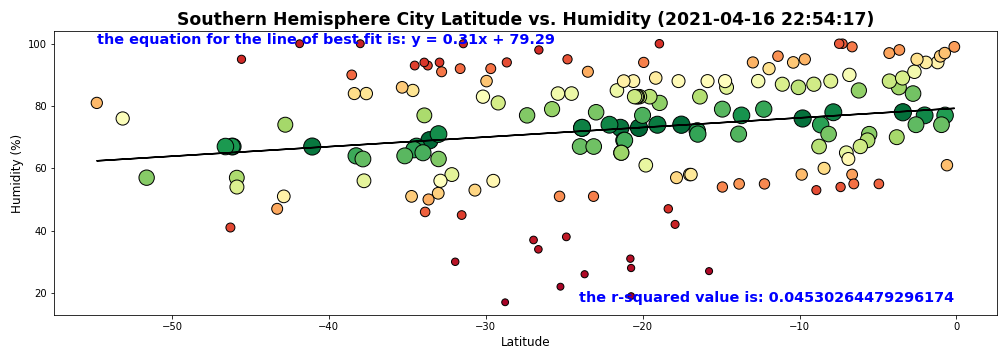 Southern Hemisphere City Latitude vs. Humidity (2021-04-16 22:54:17)
the equation for the line of best fit is: y = 0.31x + 79.29
100
80
60
40
20
Humidity (%)
the r-squared value is: 0.04530264479296174
−50
−40
−30
−20
−10
0
Latitude